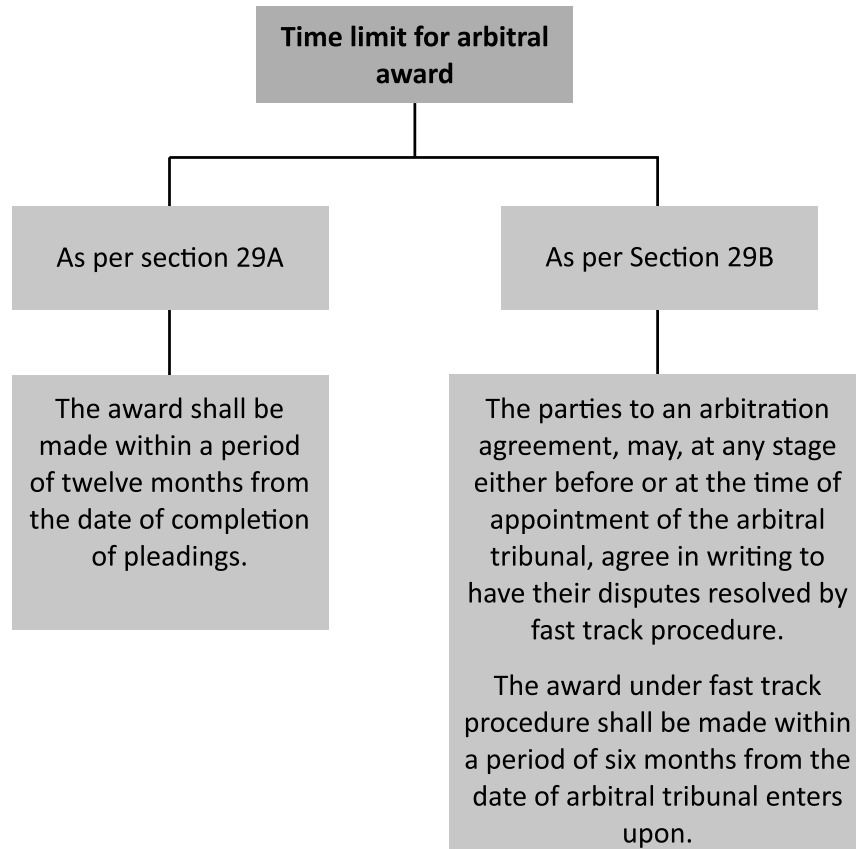 Time limit for arbitral
award
As per section 29A
As per Section 29B
The award shall be
made within a period
of twelve months from
the date of completion
of pleadings.
The parties to an arbitration
agreement, may, at any stage
either before or at the time of
appointment of the arbitral
tribunal, agree in writing to
have their disputes resolved by
fast track procedure.
The award under fast track
procedure shall be made within
a period of six months from the
date of arbitral tribunal enters
upon.